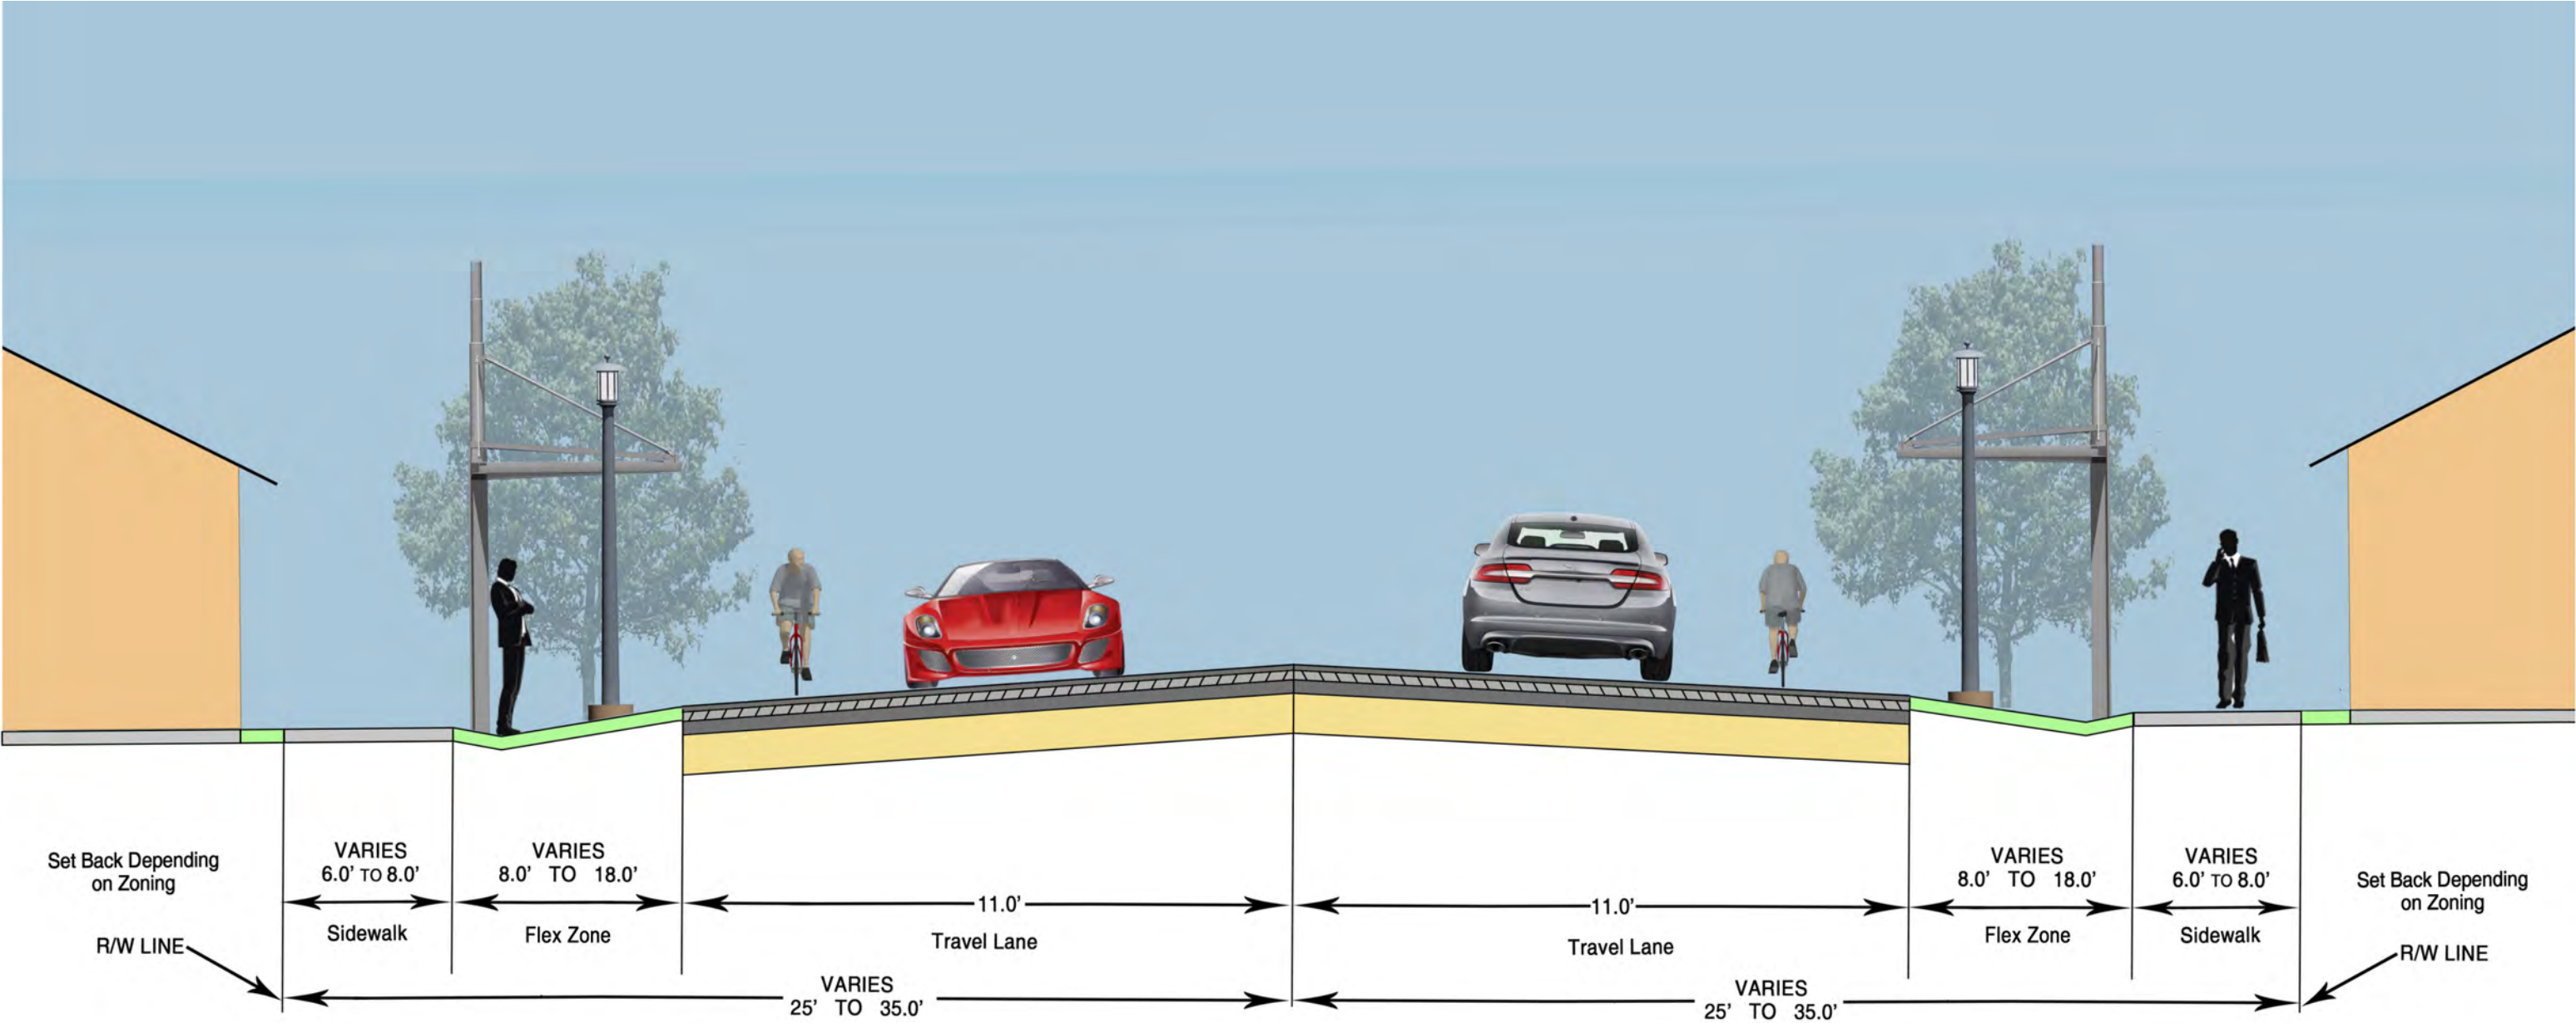 Set Back Depending
on Zoning
R/W LINE
VARIES
6.0' TO 8.0'
Sidewalk
VARIES
8.0' TO 18.0'
Flex Zone
11.0'
Travel Lane
VARIES
25' TO 35.0'
11.0'
Travel Lane
VARIES
25' TO 35.0'
VARIES
8.0' TO 18.0'
Flex Zone
VARIES
6.0' TO 8.0'
Sidewalk
Set Back Depending
on Zoning
R/W LINE